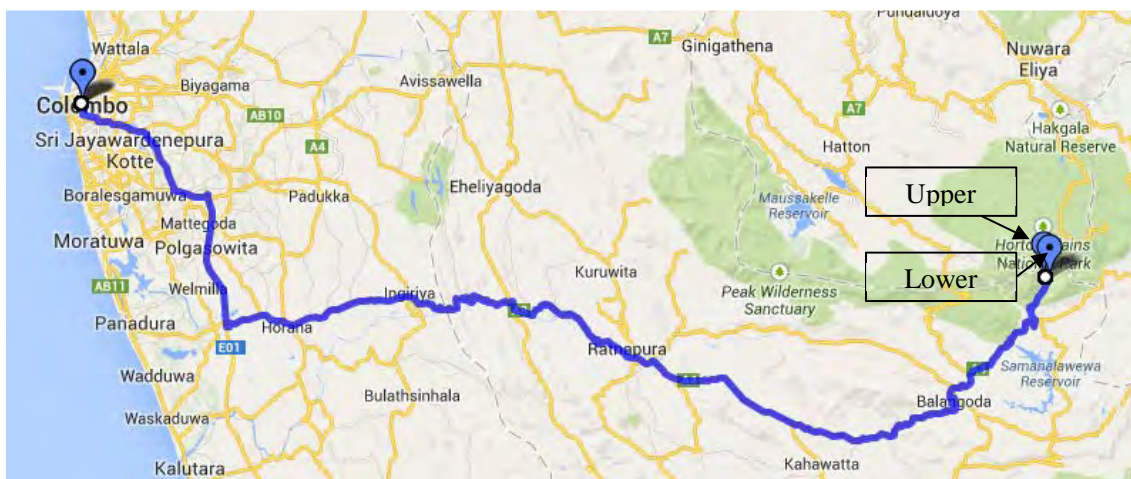 Pundaluoya
A7
Wattala
Ginigathena
Nuwara
Eliya
Avissawella
Biyagama
Colombo
AB10
A7
Hakgala
Natural Reserve
Sri Jayawardenepura
Kotte
A4
Hatton
Eheliyagoda
Upper
Boralesgamuwa
Padukka
Maussakelle
Reservoir
Mattegoda
Moratuwa
Polgasowita
Kuruwita
Lower
AB11
Welmilla
Ingiriya
Peak Wilderness
Sanctuary
Panadura
Horana
E01
Ratnapura
Samanalawewa
Reservoir
Wadduwa
Bulathsinhala
Balangoda
Waskaduwa
Kahawatta
Kalutara